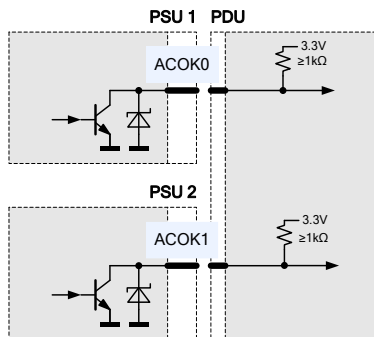 PSU 1 PDU
3.3V
≥1kΩ
ACOK0
PSU 2
3.3V
≥1kΩ
ACOK1